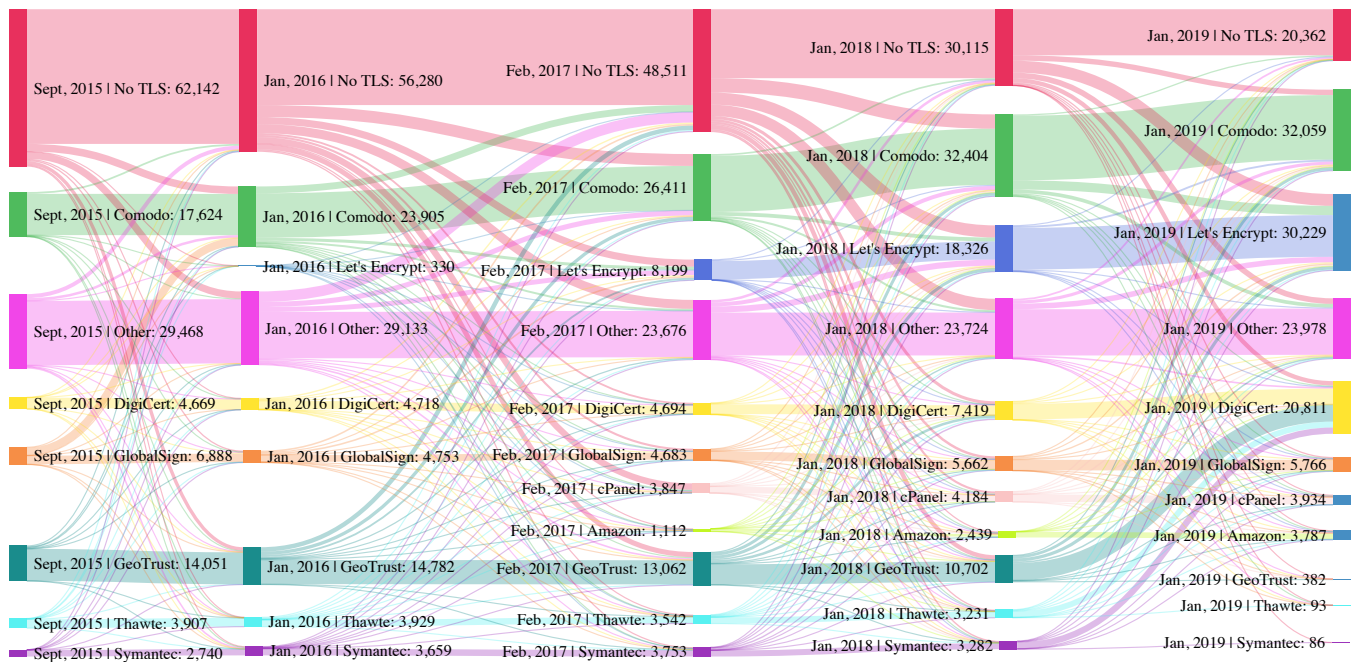 Sept, 2015 | No TLS: 62,142
Sept, 2015 | Comodo: 17,624
Sept, 2015 | Other: 29,468
Sept, 2015 | DigiCert: 4,669
Sept, 2015 | GlobalSign: 6,888
Sept, 2015 | GeoTrust: 14,051
Sept, 2015 | Thawte: 3,907
Sept, 2015 | Symantec: 2,740
Jan, 2016 | No TLS: 56,280
Jan, 2016 | Comodo: 23,905
Jan, 2016 | Let's Encrypt: 330
Jan, 2016 | Other: 29,133
Jan, 2016 | DigiCert: 4,718
Jan, 2016 | GlobalSign: 4,753
Jan, 2016 | GeoTrust: 14,782
Jan, 2016 | Thawte: 3,929
Jan, 2016 | Symantec: 3,659
Feb, 2017 | No TLS: 48,511
Feb, 2017 | Comodo: 26,411
Feb, 2017 | Let's Encrypt: 8,199
Feb, 2017 | Other: 23,676
Feb, 2017 | DigiCert: 4,694
Feb, 2017 | GlobalSign: 4,683
Feb, 2017 | cPanel: 3,847
Feb, 2017 | Amazon: 1,112
Feb, 2017 | GeoTrust: 13,062
Feb, 2017 | Thawte: 3,542
Feb, 2017 | Symantec: 3,753
Jan, 2018 | No TLS: 30,115
Jan, 2018 | Comodo: 32,404
Jan, 2018 | Let's Encrypt: 18,326
Jan, 2018 | Other: 23,724
Jan, 2018 | DigiCert: 7,419
Jan, 2018 | GlobalSign: 5,662
Jan, 2018 | cPanel: 4,184
Jan, 2018 | Amazon: 2,439
Jan, 2018 | GeoTrust: 10,702
Jan, 2018 | Thawte: 3,231
Jan, 2018 | Symantec: 3,282
Jan, 2019 | No TLS: 20,362
Jan, 2019 | Comodo: 32,059
Jan, 2019 | Let's Encrypt: 30,229
Jan, 2019 | Other: 23,978
Jan, 2019 | DigiCert: 20,811
Jan, 2019 | GlobalSign: 5,766
Jan, 2019 | cPanel: 3,934
Jan, 2019 | Amazon: 3,787
Jan, 2019 | GeoTrust: 382
Jan, 2019 | Thawte: 93
Jan, 2019 | Symantec: 86